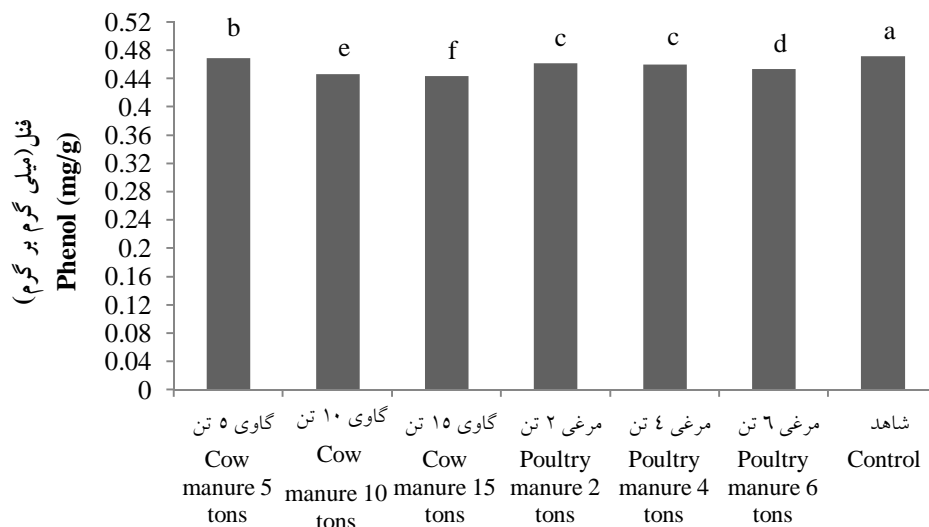 فنل(میلی گرم بر گرم)
Phenol (mg/g)
0.52
0.48
0.44
0.4
0.36
0.32
0.28
0.24
0.2
0.16
0.12
0.08
0.04
0
b
e
f
c
c
d
a
گاوی ۵ تن
Cow
manure 5
tons
گاوی ۱۰ تن
Cow
manure 10
tons
گاوی ۱۵ تن
Cow
manure 15
tons
مرغی ۲ تن
Poultry
manure 2
tons
مرغی ٤ تن
Poultry
manure 4
tons
مرغی ٦ تن
Poultry
manure 6
tons
شاهد
Control